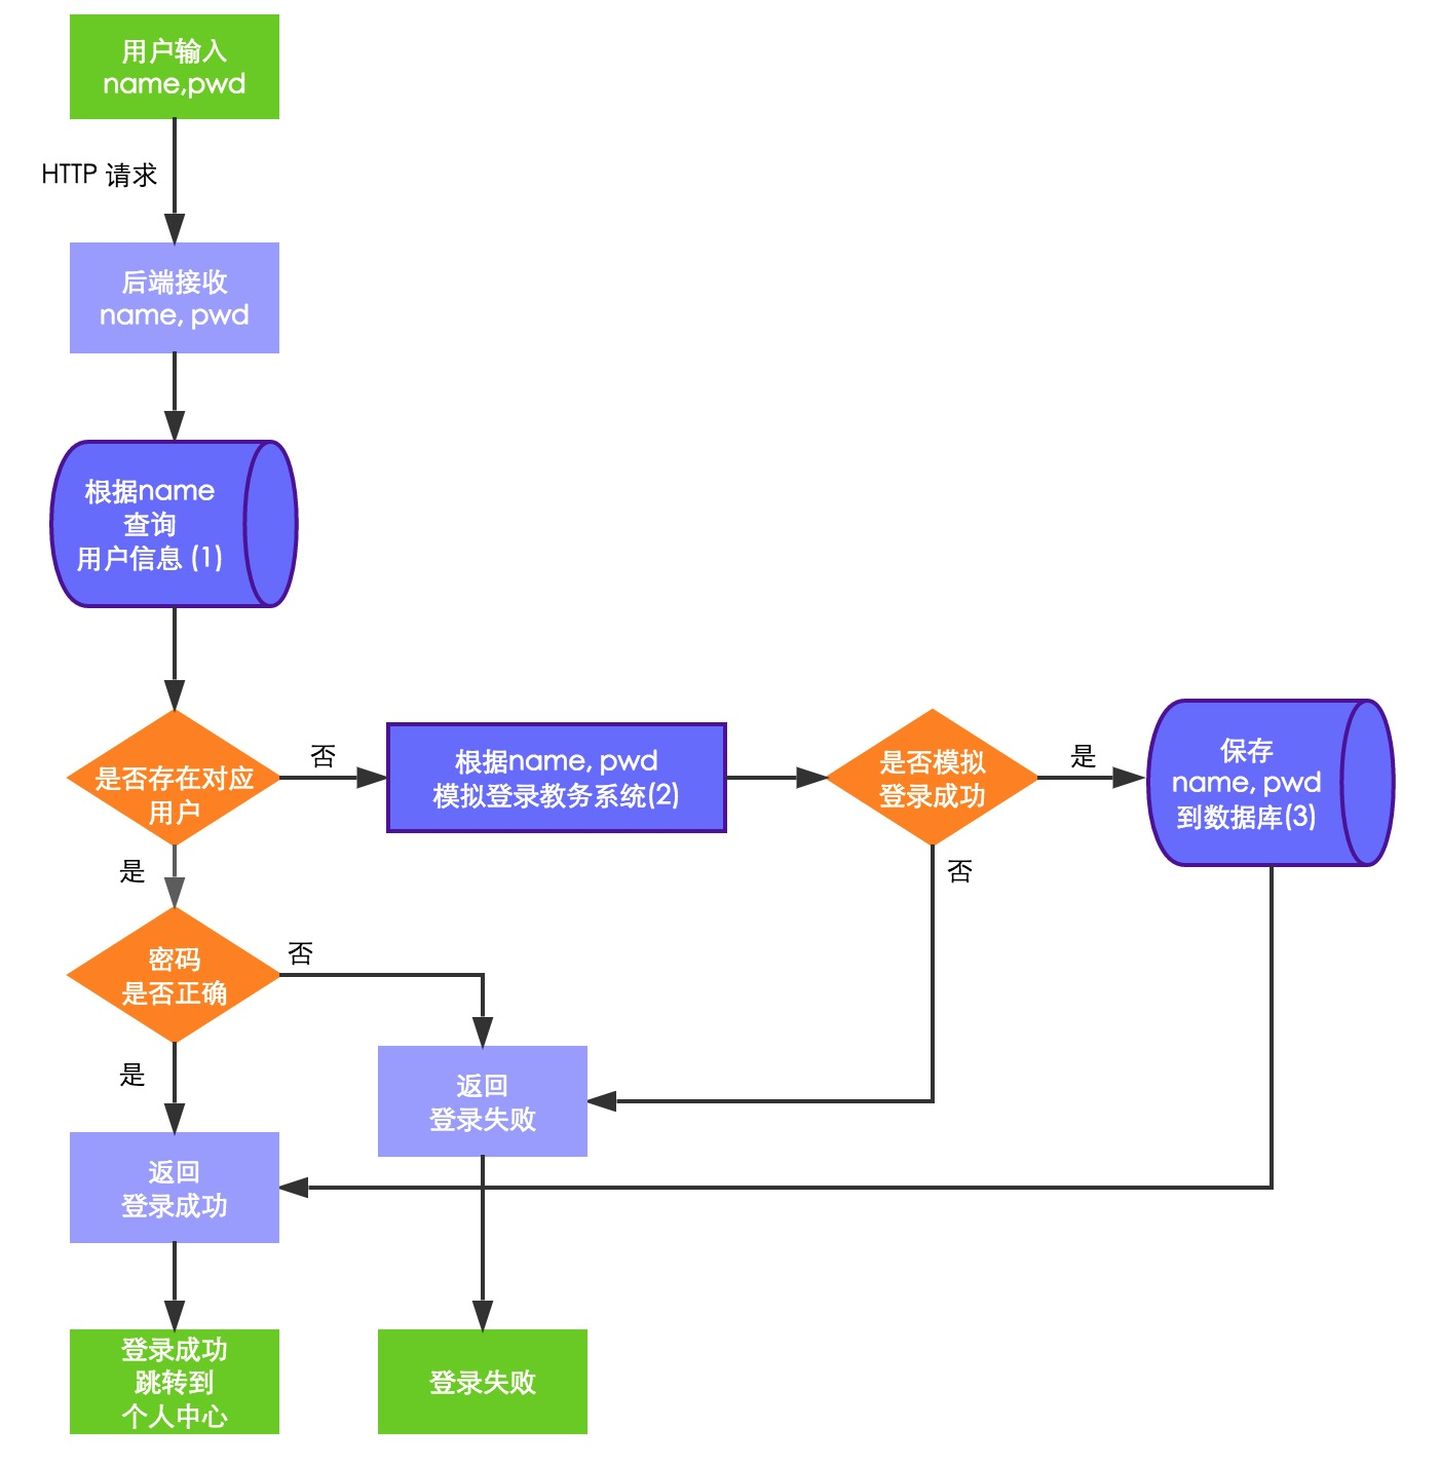 用户输入
name,pwd
HTTP 请求
后端接收
name, pwd
根据name
查询
用户信息 (1)
是否存在对应
用户
否
根据name, pwd
模拟登录教务系统(2)
是否模拟
登录成功
是
保存
name, pwd
到数据库(3)
是
否
密码
是否正确
否
是
返回
登录失败
返回
登录成功
登录成功
跳转到
个人中心
登录失败